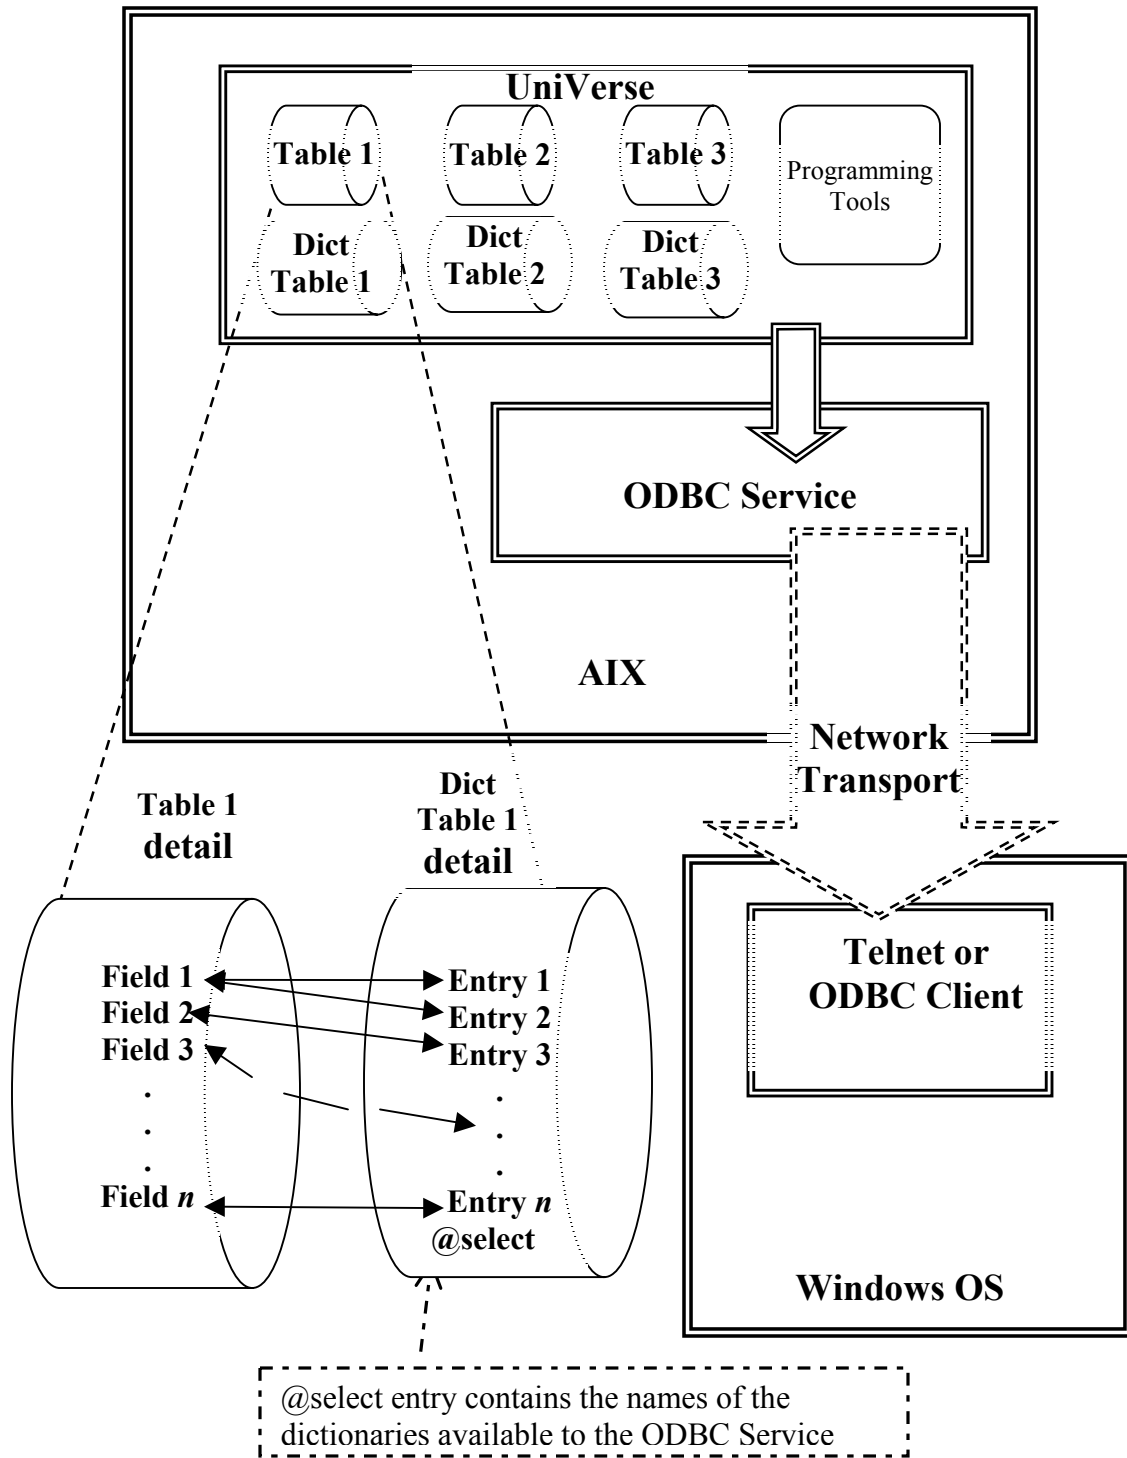 UniVerse
Table 1
Table 2
Table 3
Programming
Tools
Dict
Table 1
Dict
Table 2
Dict
Table 3
ODBC Service
AIX
Network
Transport
Table 1
detail
Dict
Table 1
detail
Field 1
Field 2
Field 3
.
.
.
Field n
Entry 1
Entry 2
Entry 3
.
.
.
Entry n
@select
Telnet or
ODBC Client
Windows OS
@select entry contains the names of the
dictionaries available to the ODBC Service